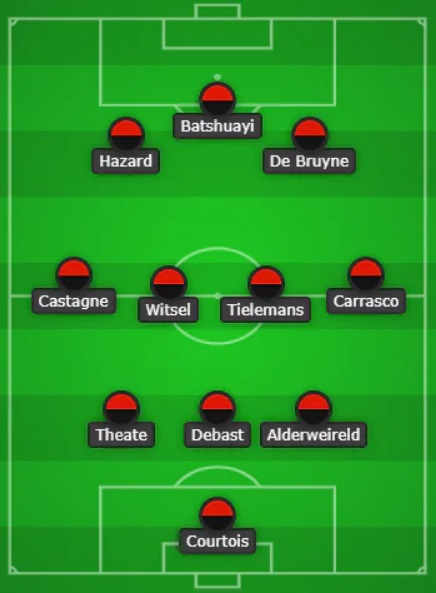 Batshuayi
Hazard
De Bruyne
Castagne
Witsel
Tielemans
Carrasco
Theate
Debast
Alderweireld
Courtois